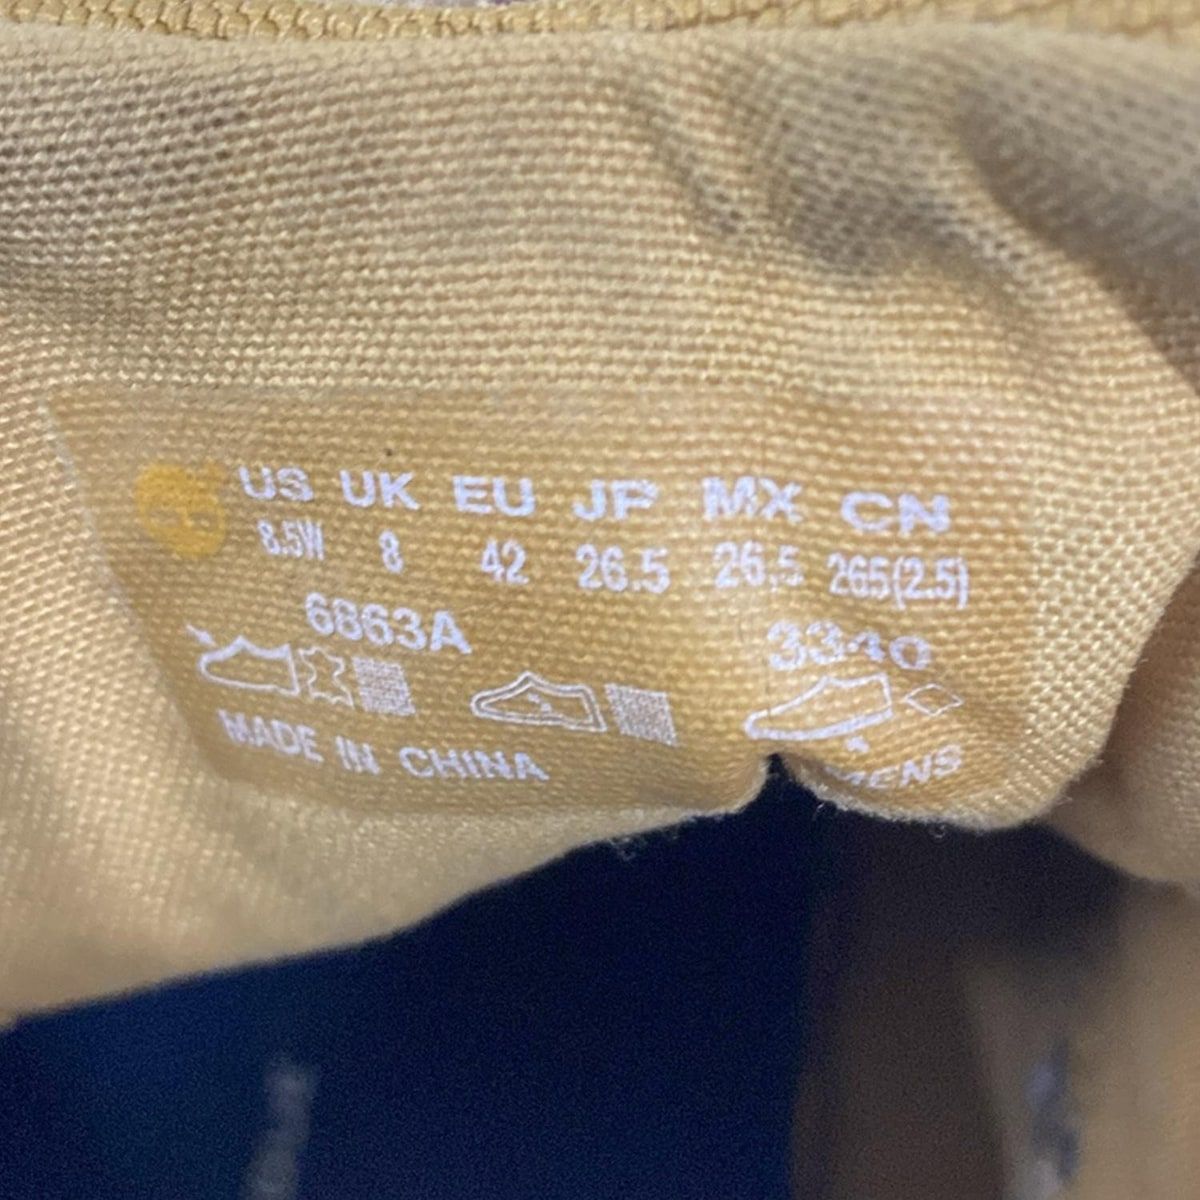 US UK EU JP MX CN
8.5W 8 42 26.5 26.5 265(2.5)
6863A 3340
MADE IN CHINA MENS